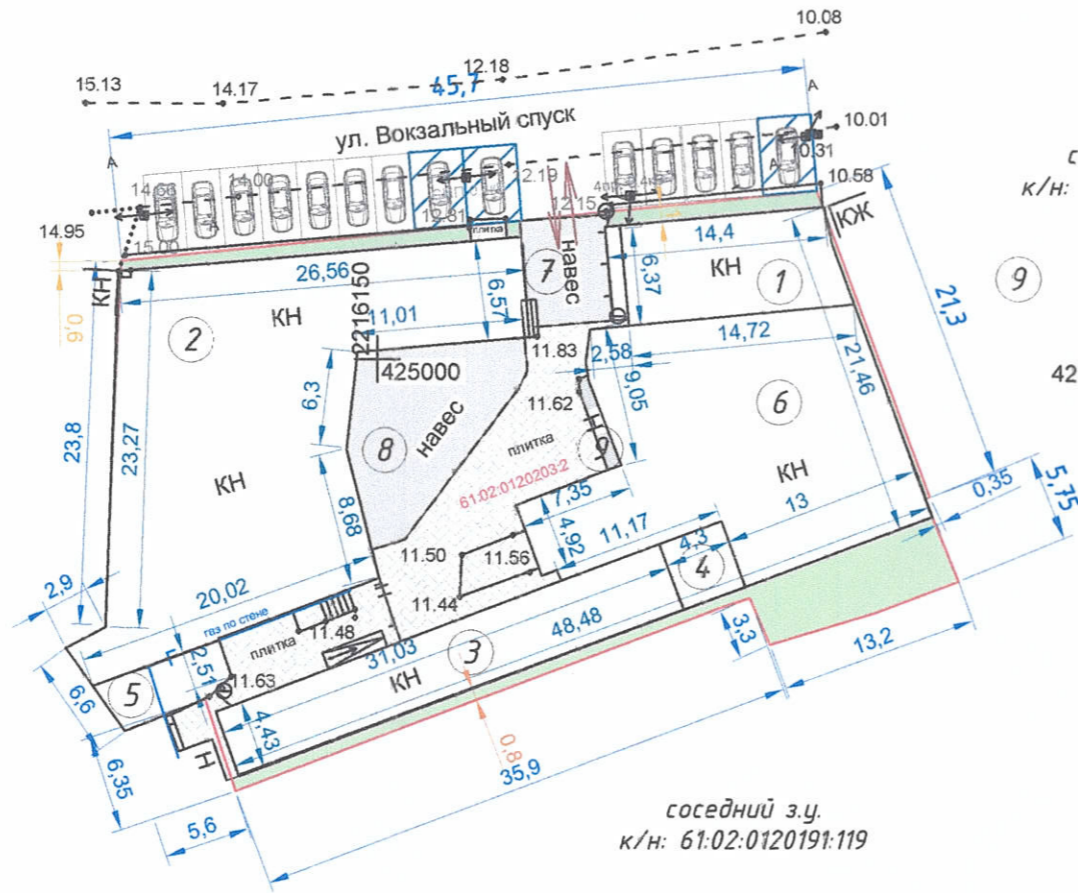 10.08
15.13
14.17
12.18
45,7
А
ул. Вокзальный спуск
А
10.01
с
10.31
к/н:
14.00
12.19
10.58
А
12.15
12.81
14.95
15.00
плитка
КЖ
7
навес
14,4
26,56
КН
КН
6,37
1
9
КН
0,6
2
КН
6,57
21,3
2216150
11,01
11.83
14,72
425000
2,58
42
6,3
9,05
21,46
11.62
6
23,8
23,27
8
навес
плитка
Н
9
КН
61:02:0120203:2
КН
8,68
7,35
0,35
5,75
4,92
13
11,17
11.50
11.56
4,3
2,9
20,02
4
11.44
газ по стене
11.48
48,48
3,3
плитка
31,03
3
13,2
2,51
КН
6,6
5
11.63
4,43
Н
0,8
6,35
35,9
5,6
соседний з.у.
к/н: 61:02:0120191:119